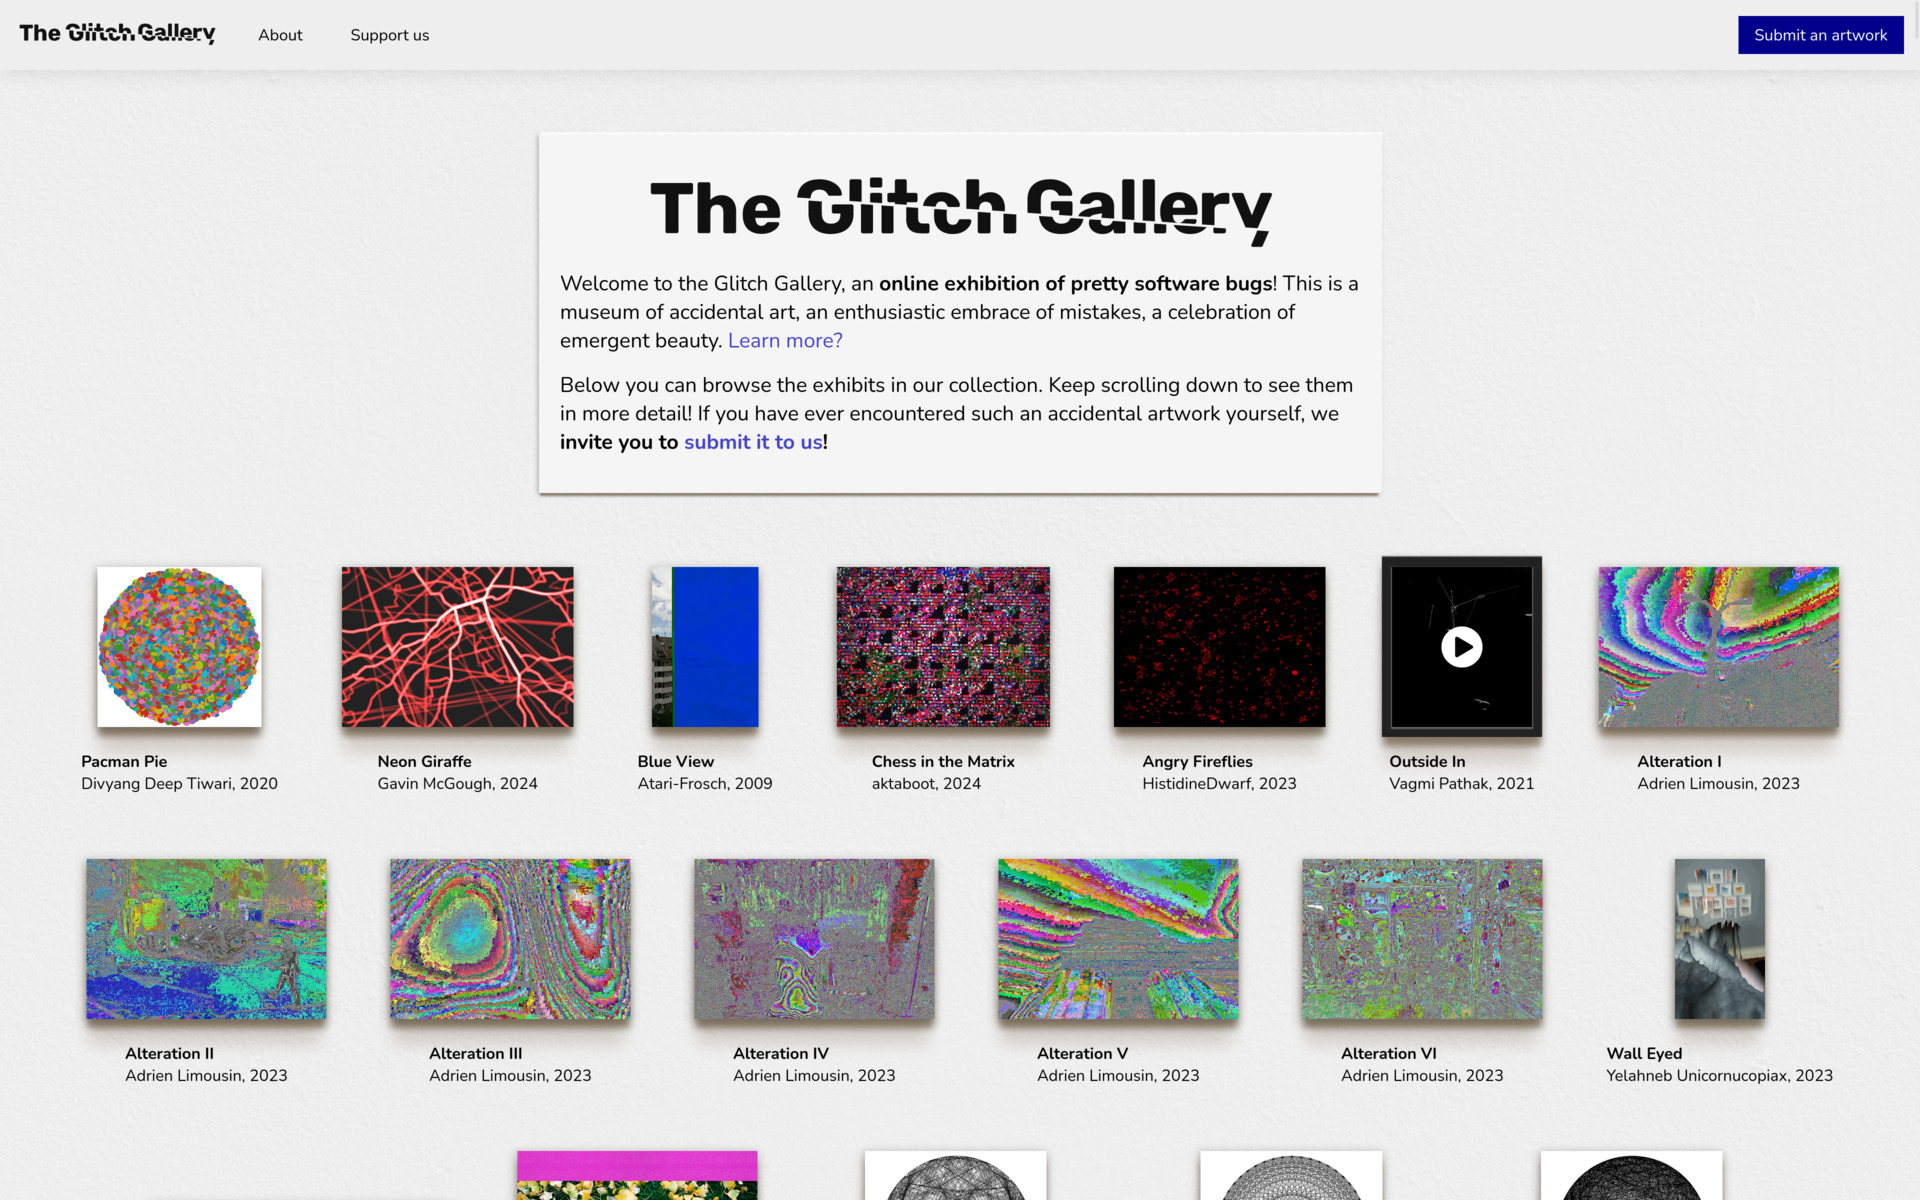 The Glitch Gallery
About
Support us
Submit an artwork
The Glitch Gallery
Welcome to the Glitch Gallery, an online exhibition of pretty software bugs! This is a
museum of accidental art, an enthusiastic embrace of mistakes, a celebration of
emergent beauty. Learn more?
Below you can browse the exhibits in our collection. Keep scrolling down to see them
in more detail! If you have ever encountered such an accidental artwork yourself, we
invite you to submit it to us!
Pacman Pie
Divyang Deep Tiwari, 2020
Neon Giraffe
Gavin McGough, 2024
Blue View
Atari-Frosch, 2009
Chess in the Matrix
aktaboot, 2024
Angry Fireflies
HistidineDwarf, 2023
Outside In
Vagmi Pathak, 2021
Alteration I
Adrien Limousin, 2023
Alteration II
Adrien Limousin, 2023
Alteration III
Adrien Limousin, 2023
Alteration IV
Adrien Limousin, 2023
Alteration V
Adrien Limousin, 2023
Alteration VI
Adrien Limousin, 2023
Wall Eyed
Yelahneb Unicornucopiax, 2023